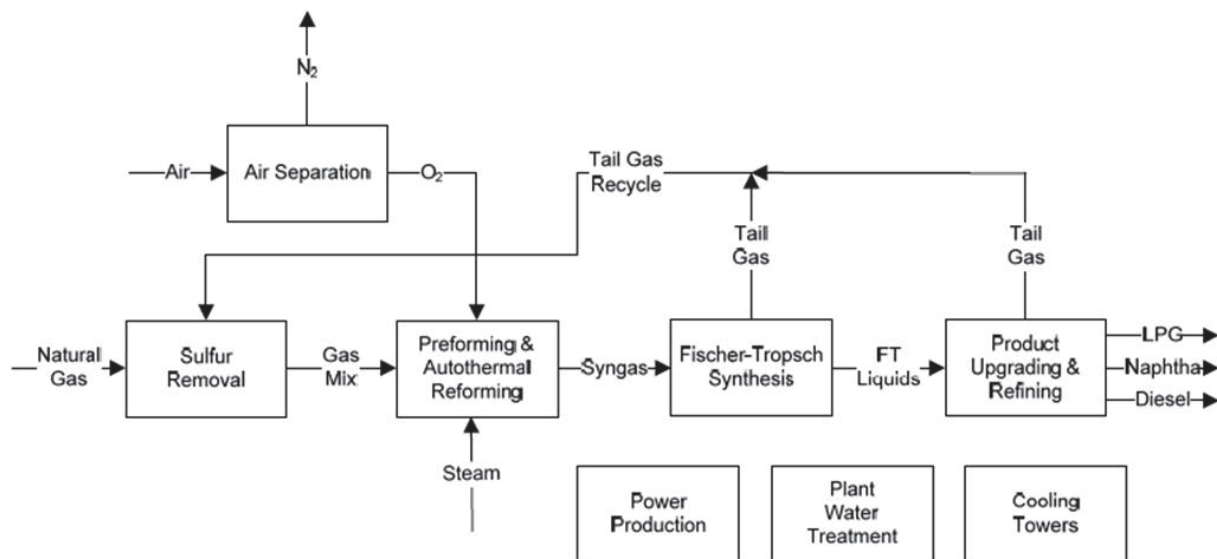 N₂
Air
Air Separation
O₂
Tail Gas
Recycle
Tail
Gas
Tail
Gas
Natural
Gas
Sulfur
Removal
Gas
Mix
Preforming &
Autothermal
Reforming
Syngas
Fischer-Tropsch
Synthesis
FT
Liquids
Product
Upgrading &
Refining
LPG
Naphtha
Diesel
Steam
Power
Production
Plant
Water
Treatment
Cooling
Towers